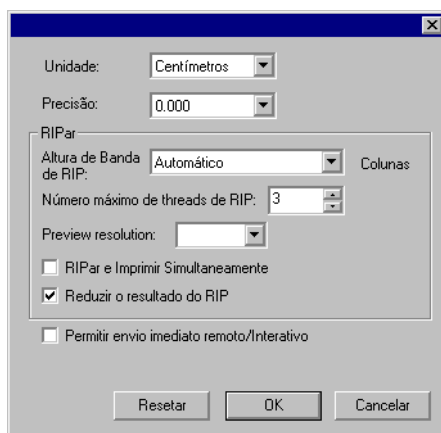 Unidade: Centímetros
Precisão: 0.000
RIPar
Altura de Banda de RIP: Automático Colunas
Número máximo de threads de RIP: 3
Preview resolution:
RIPar e Imprimir Simultaneamente
Reduzir o resultado do RIP
Permitir envio imediato remoto/Interativo
Resetar OK Cancelar